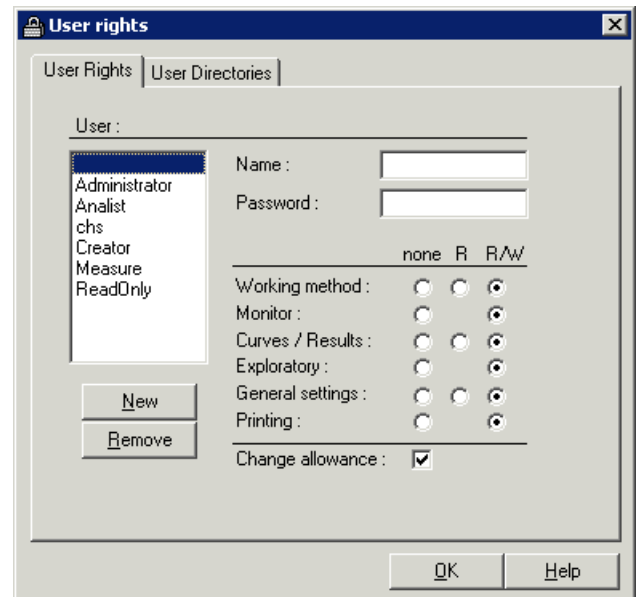 User rights
User Rights User Directories
User :
Administrator
Analist
chs
Creator
Measure
ReadOnly
New
Remove
Name :
Password :
none R R/W
Working method :
Monitor :
Curves / Results :
Exploratory :
General settings :
Printing :
Change allowance :
OK Help